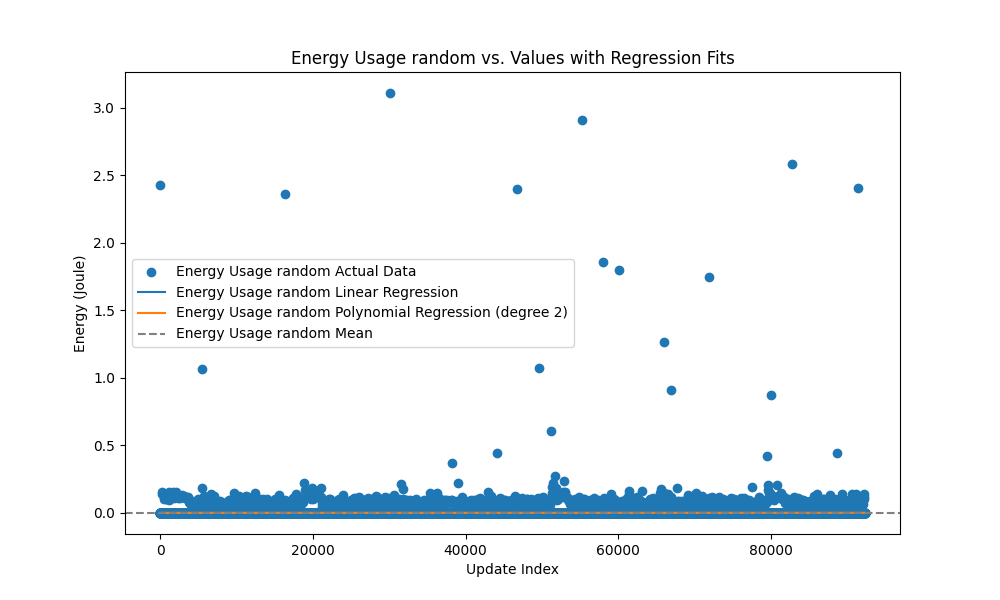 Energy Usage random vs. Values with Regression Fits
3.0
2.5
2.0
1.5
1.0
0.5
0.0
Energy (Joule)
Energy Usage random Actual Data
Energy Usage random Linear Regression
Energy Usage random Polynomial Regression (degree 2)
Energy Usage random Mean
0 20000 40000 60000 80000
Update Index